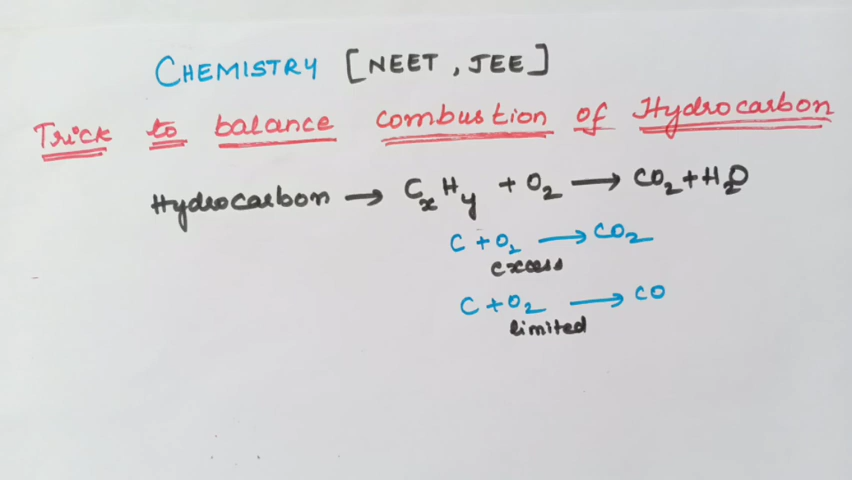 CHEMISTRY [NEET, JEE]
Trick to balance combustion of Hydrocarbon
Hydrocarbon → CxHy + O2 → CO2 + H2O
C + O2 → CO2
excess
C + O2 → CO
limited